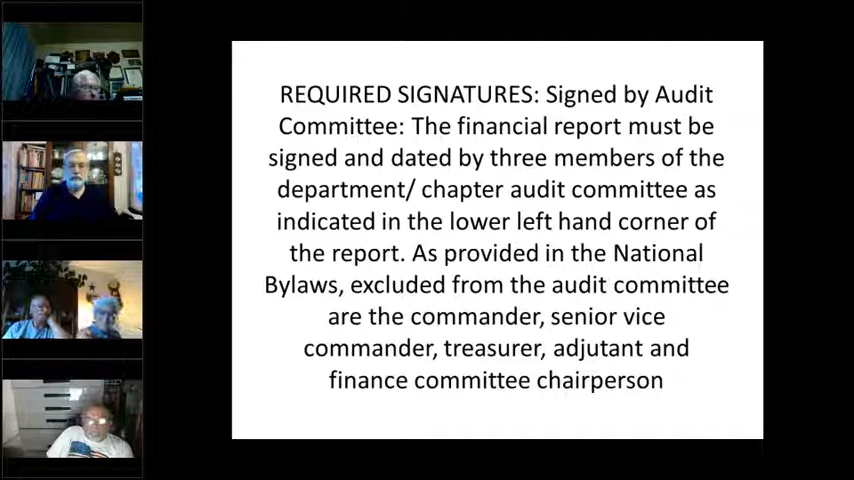 REQUIRED SIGNATURES: Signed by Audit
Committee: The financial report must be
signed and dated by three members of the
department/ chapter audit committee as
indicated in the lower left hand corner of
the report. As provided in the National
Bylaws, excluded from the audit committee
are the commander, senior vice
commander, treasurer, adjutant and
finance committee chairperson